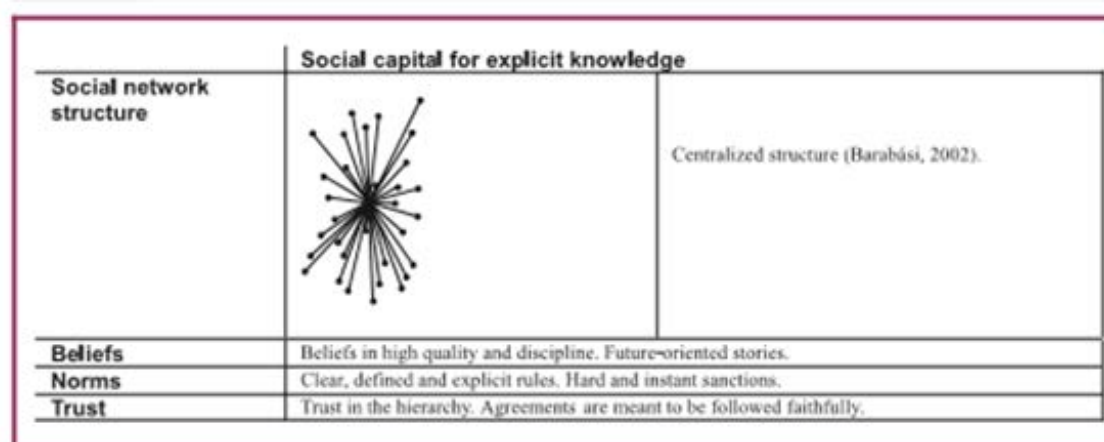 Social capital for explicit knowledge
Social network
structure
Centralized structure (Barabási, 2002).
Beliefs
Beliefs in high quality and discipline. Future-oriented stories.
Norms
Clear, defined and explicit rules. Hard and instant sanctions.
Trust
Trust in the hierarchy. Agreements are meant to be followed faithfully.